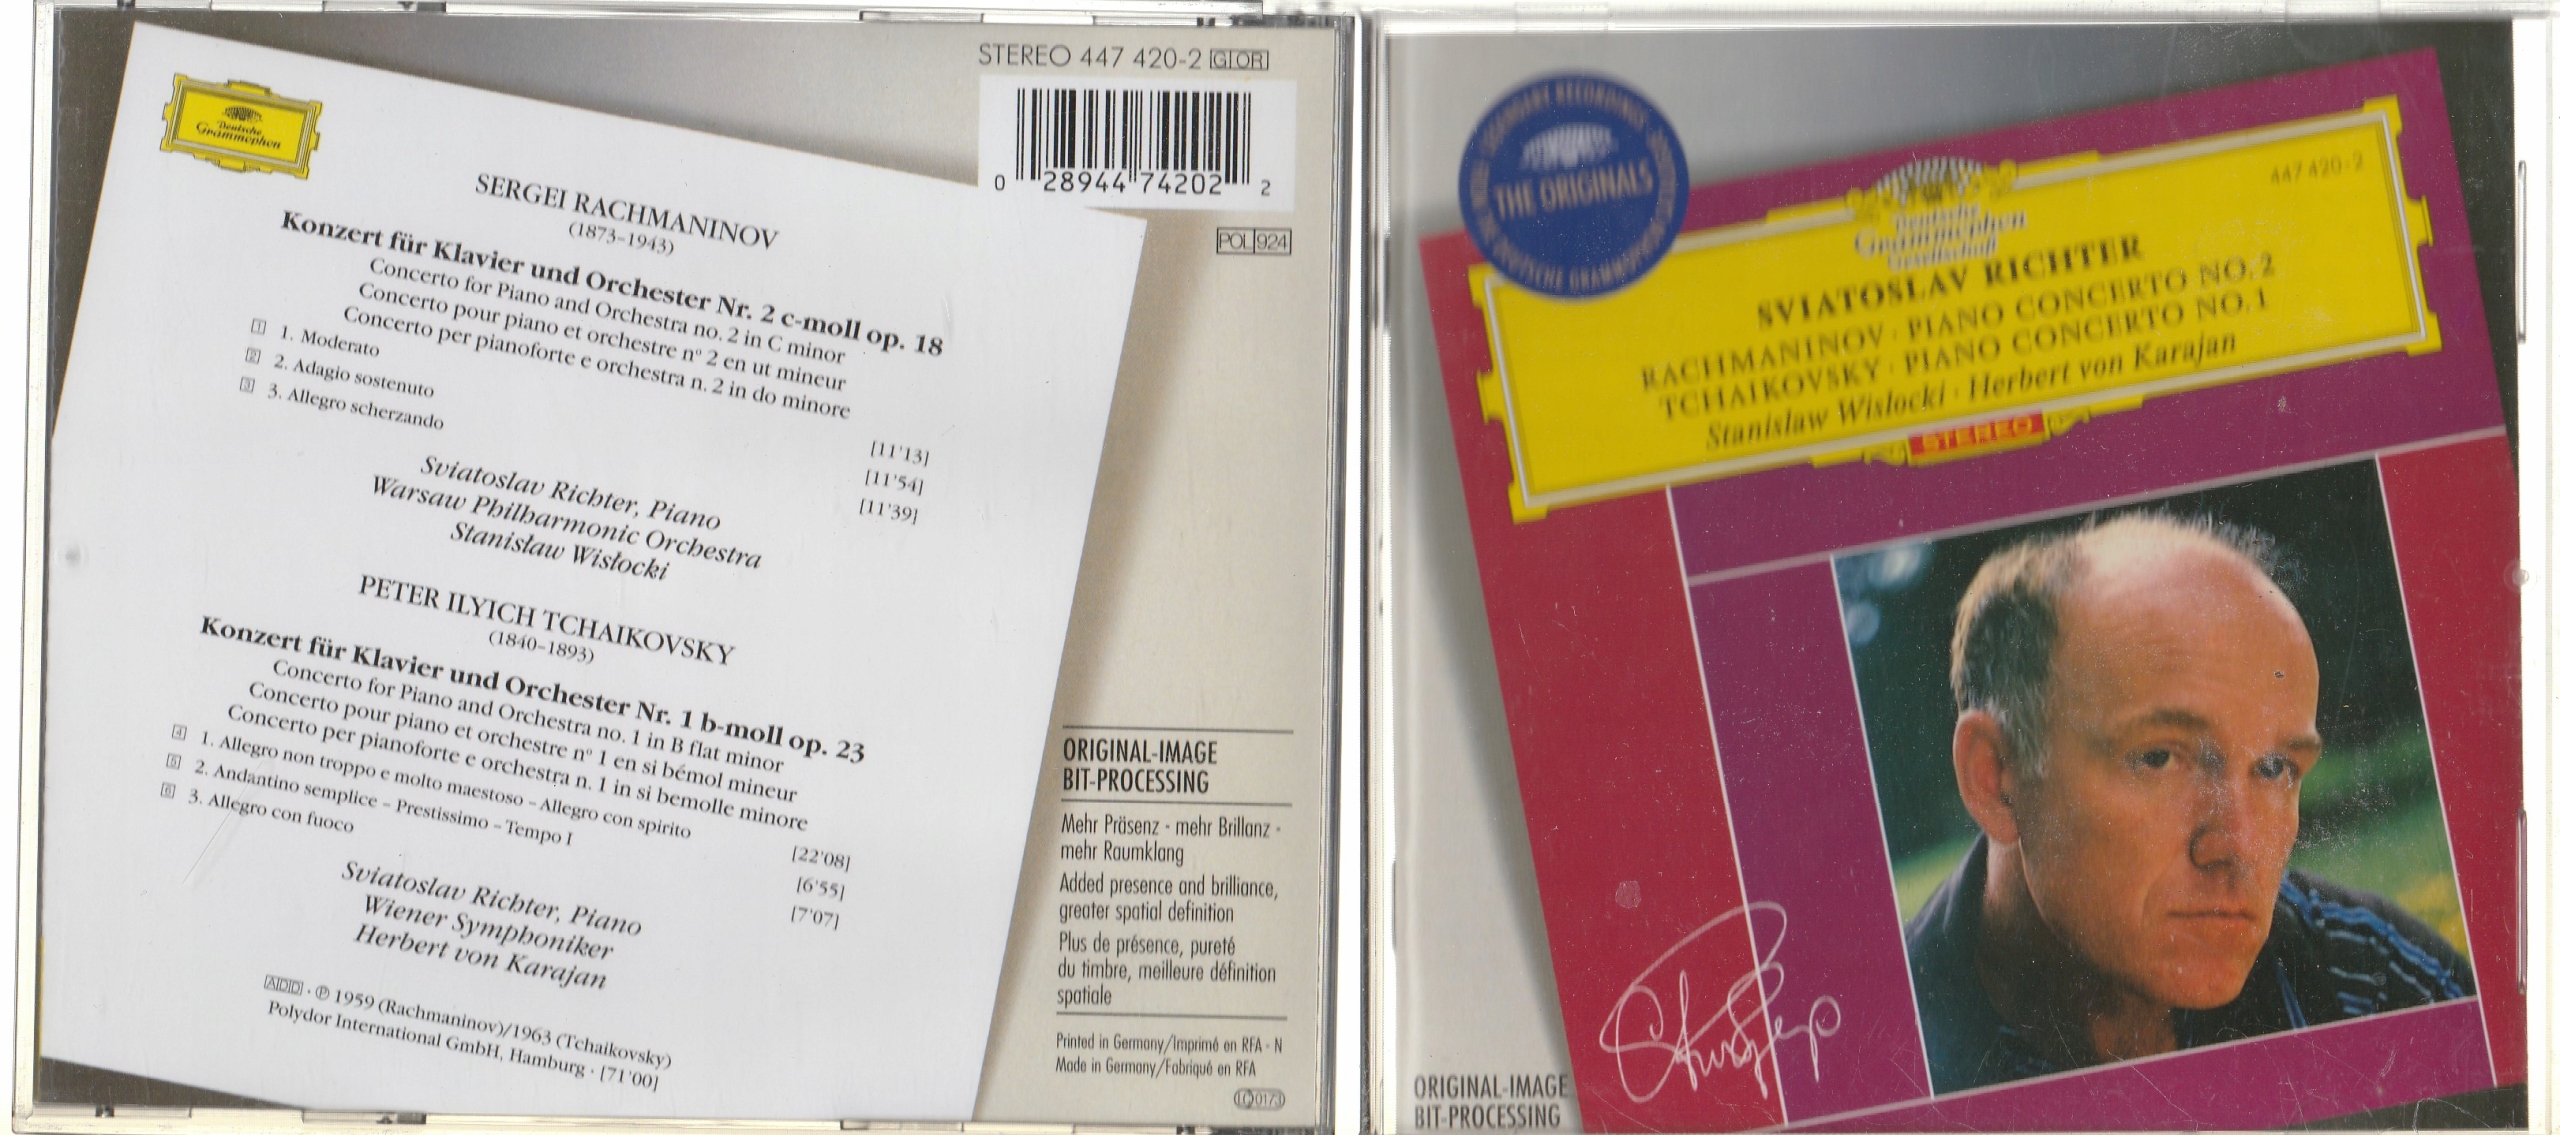 STEREO 447 420-2 GIOR
0 28944 74202 2
POL 924
Deutsche
Grammophon
SERGEI RACHMANINOV
(1873–1943)
Konzert für Klavier und Orchester Nr. 2 c-moll op. 18
Concerto for Piano and Orchestra no. 2 in C minor
Concerto pour piano et orchestre nº 2 en ut mineur
Concerto per pianoforte e orchestra n. 2 in do minore
1 1. Moderato [11'13]
2 2. Adagio sostenuto [11'54]
3 3. Allegro scherzando [11'39]
Sviatoslav Richter, Piano
Warsaw Philharmonic Orchestra
Stanisław Wisłocki
PETER ILYICH TCHAIKOVSKY
(1840–1893)
Konzert für Klavier und Orchester Nr. 1 b-moll op. 23
Concerto for Piano and Orchestra no. 1 in B flat minor
Concerto pour piano et orchestre nº 1 en si bémol mineur
Concerto per pianoforte e orchestra n. 1 in si bemolle minore
4 1. Allegro non troppo e molto maestoso – Allegro con spirito [22'08]
5 2. Andantino semplice – Prestissimo – Tempo I [6'55]
6 3. Allegro con fuoco [7'07]
Sviatoslav Richter, Piano
Wiener Symphoniker
Herbert von Karajan
ADD · ℗ 1959 (Rachmaninov)/1963 (Tchaikovsky)
Polydor International GmbH, Hamburg · [71'00]
ORIGINAL-IMAGE
BIT-PROCESSING
Mehr Präsenz - mehr Brillanz -
mehr Raumklang
Added presence and brilliance,
greater spatial definition
Plus de présence, pureté
du timbre, meilleure définition
spatiale
Printed in Germany/Imprimé en RFA - N
Made in Germany/Fabriqué en RFA
LC 0173
LEGENDARY RECORDINGS
THE ORIGINALS
DEUTSCHE GRAMMOPHON
447 420-2
Deutsche
Grammophon
Gesellschaft
SVIATOSLAV RICHTER
RACHMANINOV · PIANO CONCERTO NO.2
TCHAIKOVSKY · PIANO CONCERTO NO.1
Stanislaw Wislocki · Herbert von Karajan
STEREO
ORIGINAL-IMAGE
BIT-PROCESSING